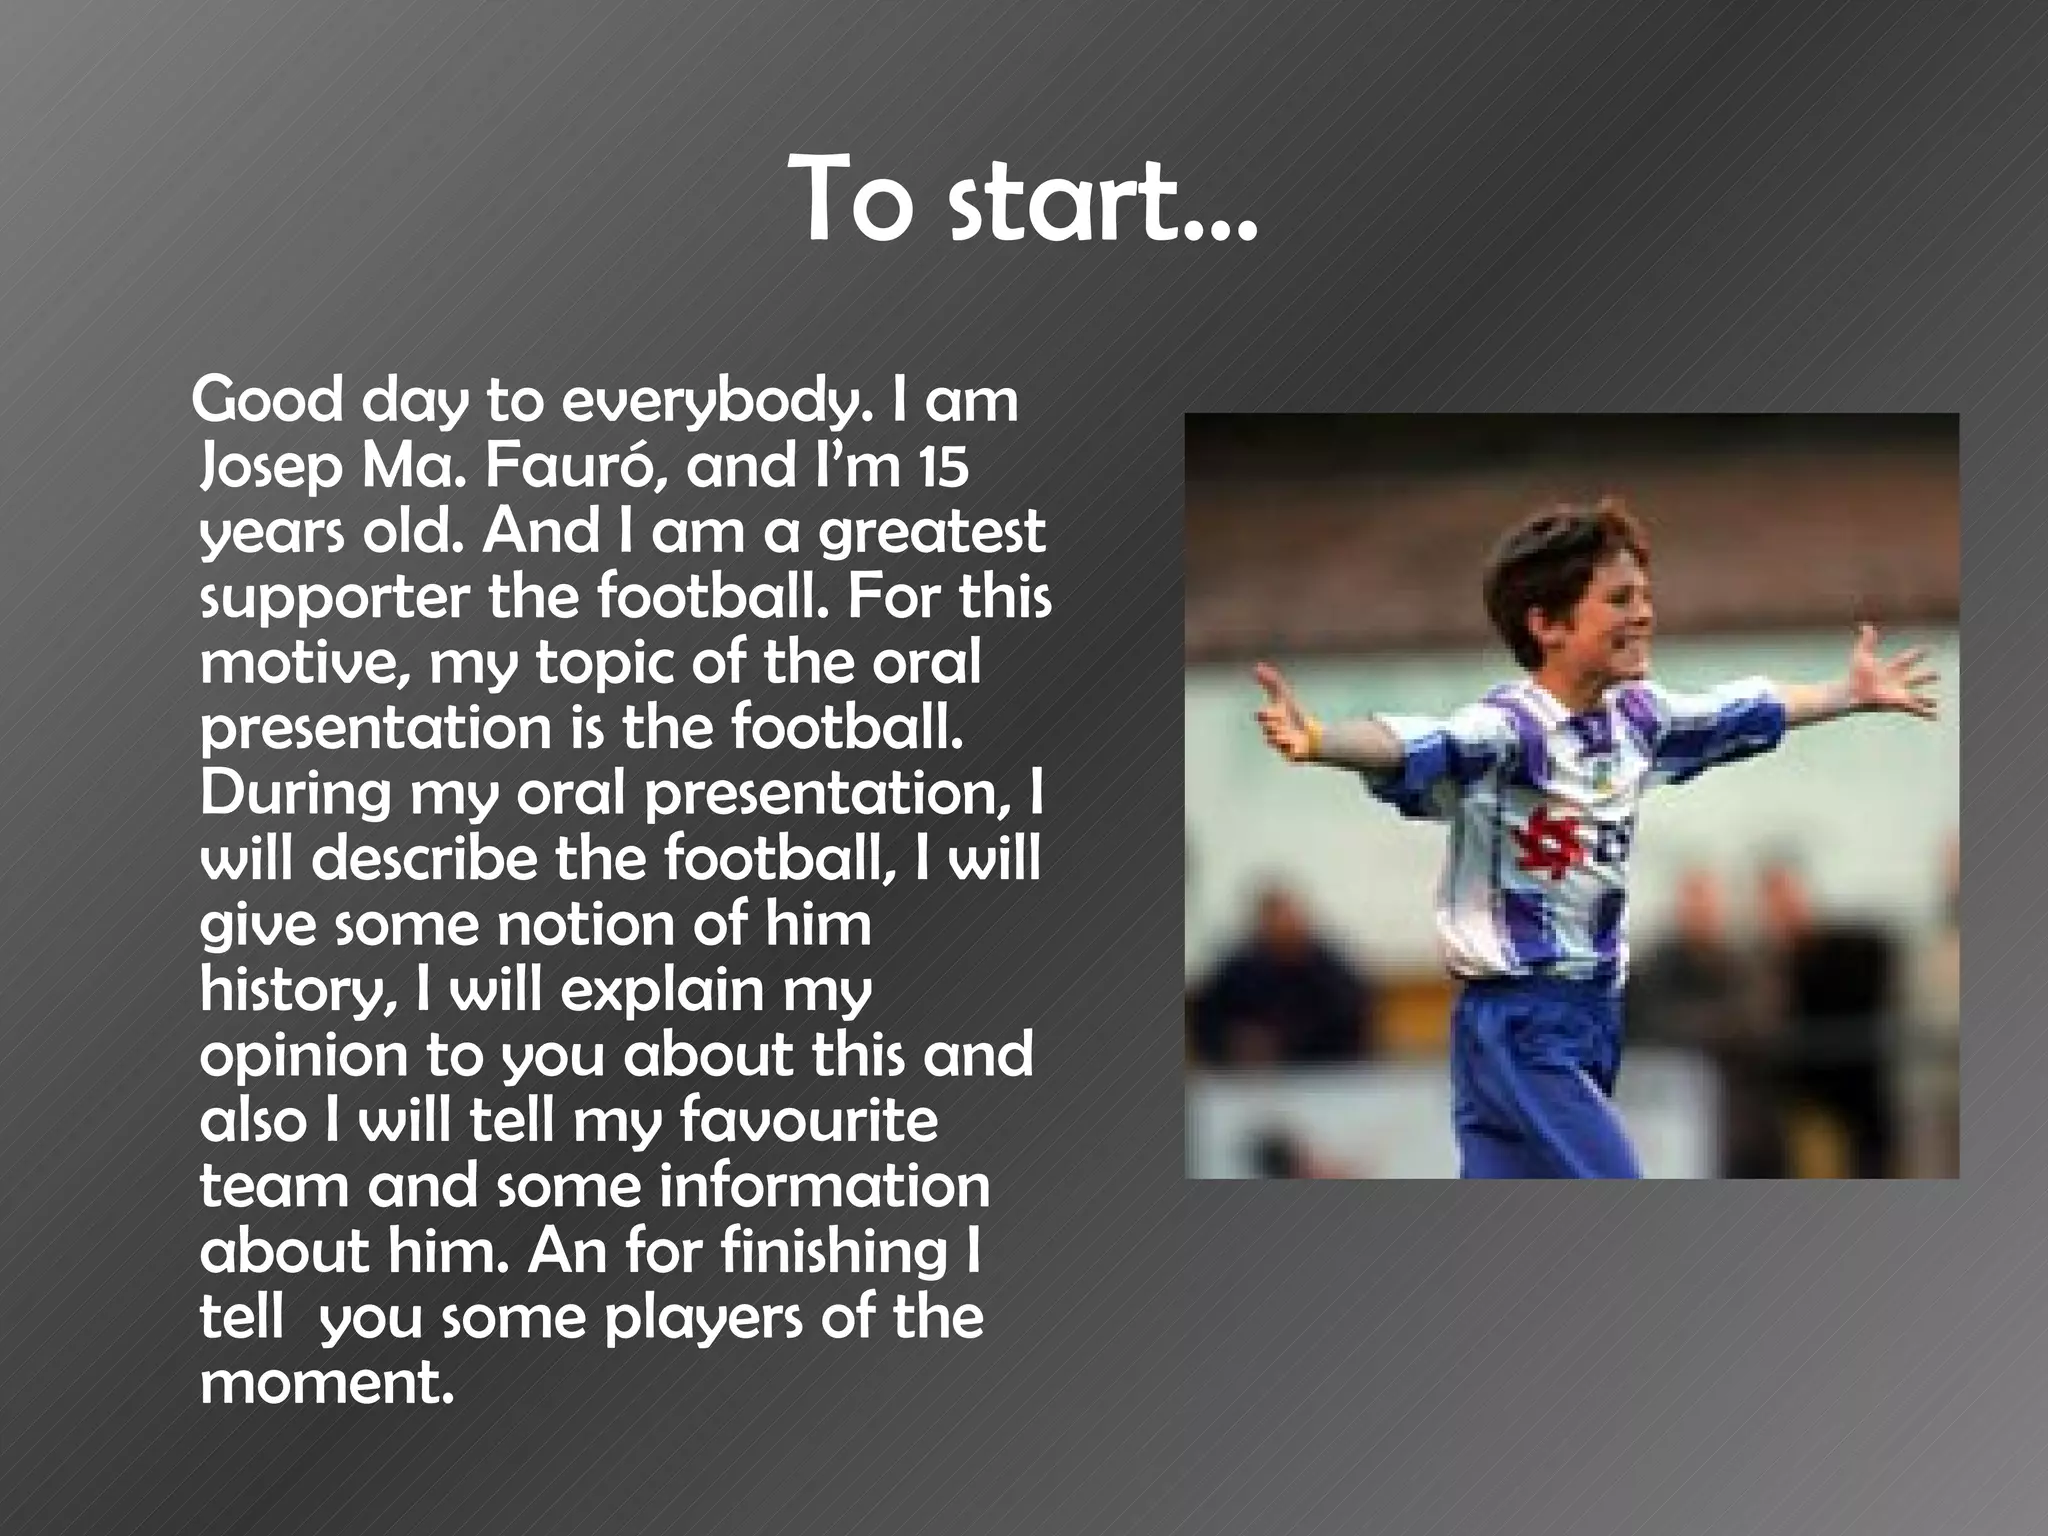 To start...
Good day to everybody. I am
Josep Ma. Fauró, and I’m 15
years old. And I am a greatest
supporter the football. For this
motive, my topic of the oral
presentation is the football.
During my oral presentation, I
will describe the football, I will
give some notion of him
history, I will explain my
opinion to you about this and
also I will tell my favourite
team and some information
about him. An for finishing I
tell  you some players of the
moment.